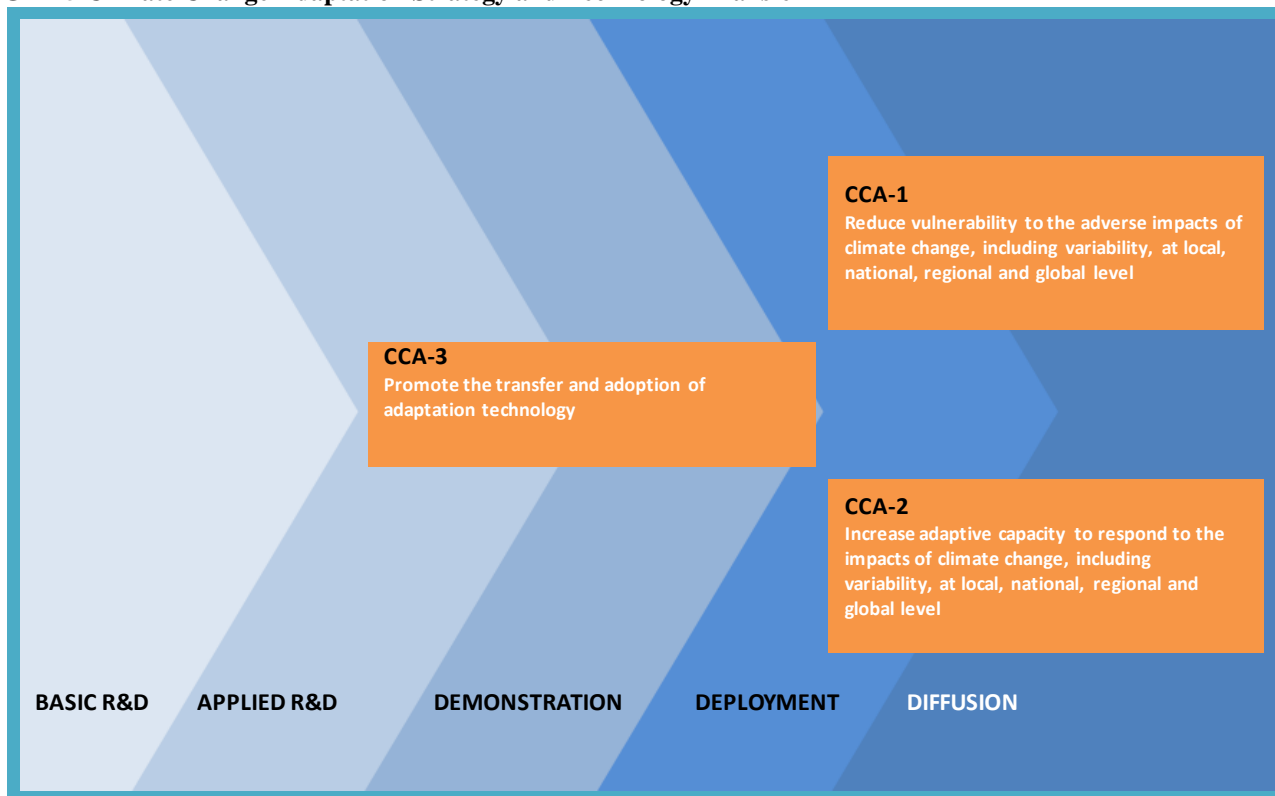 CCA-1
Reduce vulnerability to the adverse impacts of
climate change, including variability, at local,
national, regional and global level
CCA-3
Promote the transfer and adoption of
adaptation technology
CCA-2
Increase adaptive capacity to respond to the
impacts of climate change, including
variability, at local, national, regional and
global level
BASIC R&D APPLIED R&D DEMONSTRATION DEPLOYMENT DIFFUSION